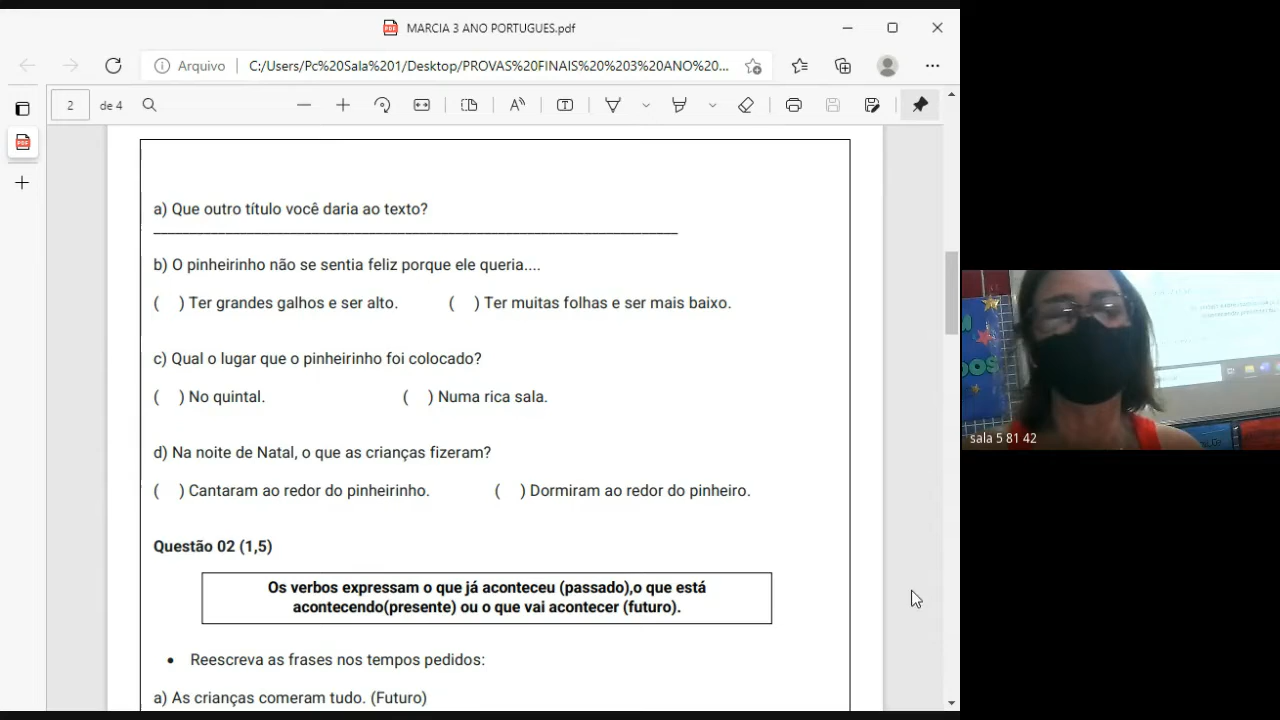 MARCIA 3 ANO PORTUGUES.pdf
Arquivo
C:/Users/Pc%20Sala%201/Desktop/PROVAS%20FINAIS%20%203%20ANO%20...
2 de 4
a) Que outro título você daria ao texto?
b) O pinheirinho não se sentia feliz porque ele queria....
( ) Ter grandes galhos e ser alto. ( ) Ter muitas folhas e ser mais baixo.
c) Qual o lugar que o pinheirinho foi colocado?
( ) No quintal. ( ) Numa rica sala.
d) Na noite de Natal, o que as crianças fizeram?
( ) Cantaram ao redor do pinheirinho. ( ) Dormiram ao redor do pinheiro.
Questão 02 (1,5)
Os verbos expressam o que já aconteceu (passado),o que está
acontecendo(presente) ou o que vai acontecer (futuro).
• Reescreva as frases nos tempos pedidos:
a) As crianças comeram tudo. (Futuro)
sala 5 81 42